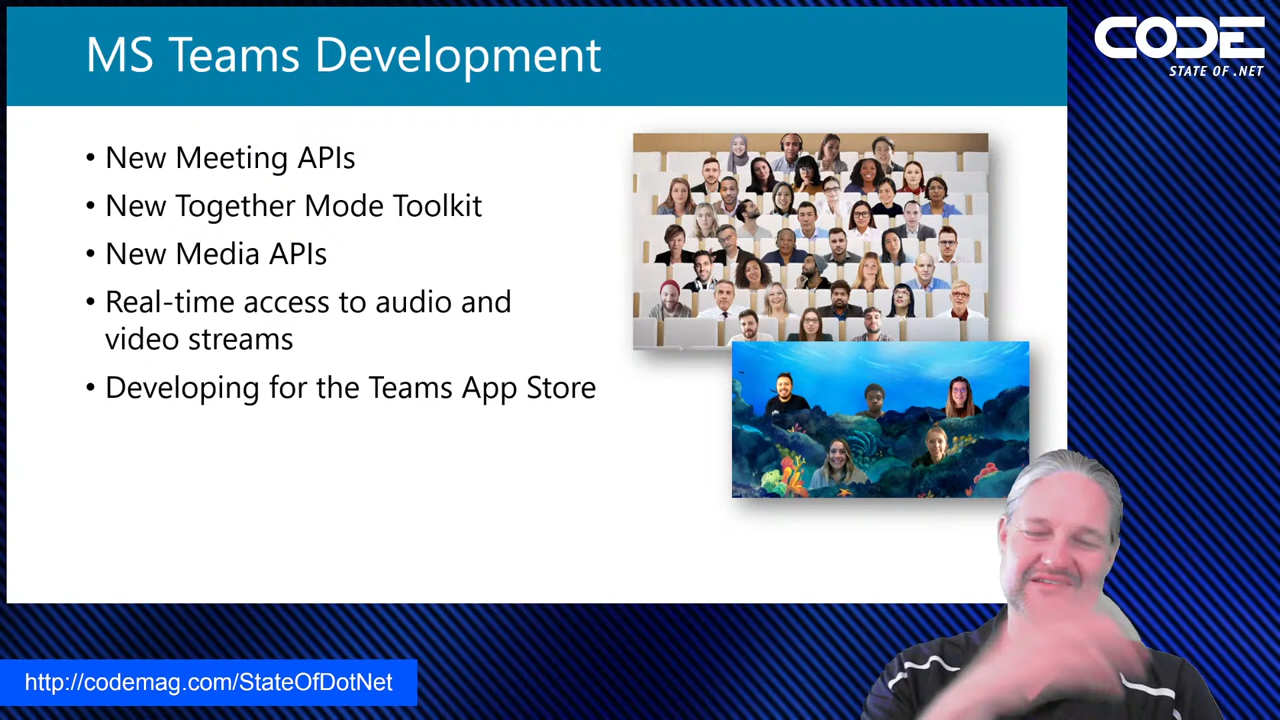 MS Teams Development
CODE
STATE OF .NET
• New Meeting APIs
• New Together Mode Toolkit
• New Media APIs
• Real-time access to audio and
video streams
• Developing for the Teams App Store
http://codemag.com/StateOfDotNet